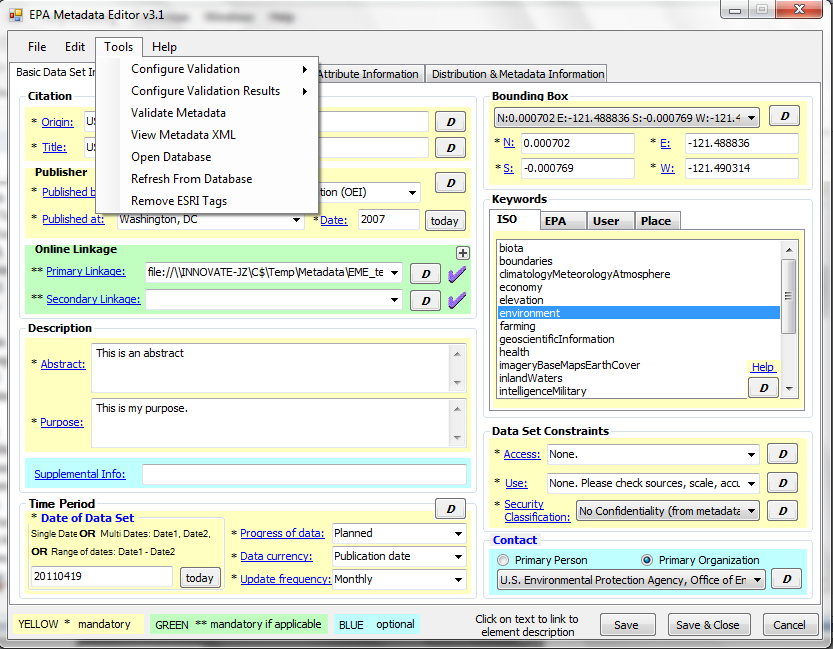 EPA Metadata Editor v3.1
File Edit Tools Help
Configure Validation
Configure Validation Results
Validate Metadata
View Metadata XML
Open Database
Refresh From Database
Remove ESRI Tags
Basic Data Set In
Attribute Information
Distribution & Metadata Information
Citation
* Origin: US D
* Title: US D
Publisher
* Published b tion (OEI) D
* Published at: Washington, DC * Date: 2007 today
Online Linkage
** Primary Linkage: file://\\INNOVATE-JZ\C$\Temp\Metadata\EME_te D
** Secondary Linkage: D
Description
* Abstract: This is an abstract
* Purpose: This is my purpose.
Supplemental Info:
Time Period D
* Date of Data Set
Single Date OR Multi Dates: Date1, Date2,
OR Range of dates: Date1 - Date2
20110419 today
* Progress of data: Planned
* Data currency: Publication date
* Update frequency: Monthly
Bounding Box
N:0.000702 E:-121.488836 S:-0.000769 W:-121.4 D
* N: 0.000702 * E: -121.488836
* S: -0.000769 * W: -121.490314
Keywords
ISO EPA User Place
biota
boundaries
climatologyMeteorologyAtmosphere
economy
elevation
environment
farming
geoscientificInformation
health
imageryBaseMapsEarthCover
inlandWaters
intelligenceMilitary
Help
D
Data Set Constraints
* Access: None. D
* Use: None. Please check sources, scale, accu D
* Security
Classification: No Confidentiality (from metadata D
Contact
Primary Person Primary Organization
U.S. Environmental Protection Agency, Office of En D
YELLOW * mandatory GREEN ** mandatory if applicable BLUE optional
Click on text to link to
element description
Save Save & Close Cancel